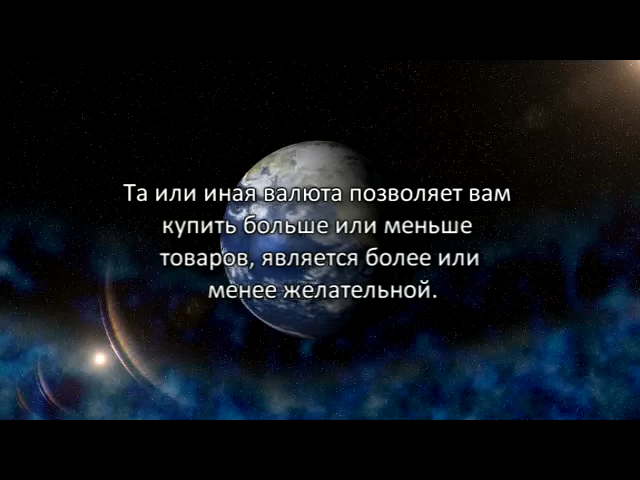 Та или иная валюта позволяет вам
купить больше или меньше
товаров, является более или
менее желательной.